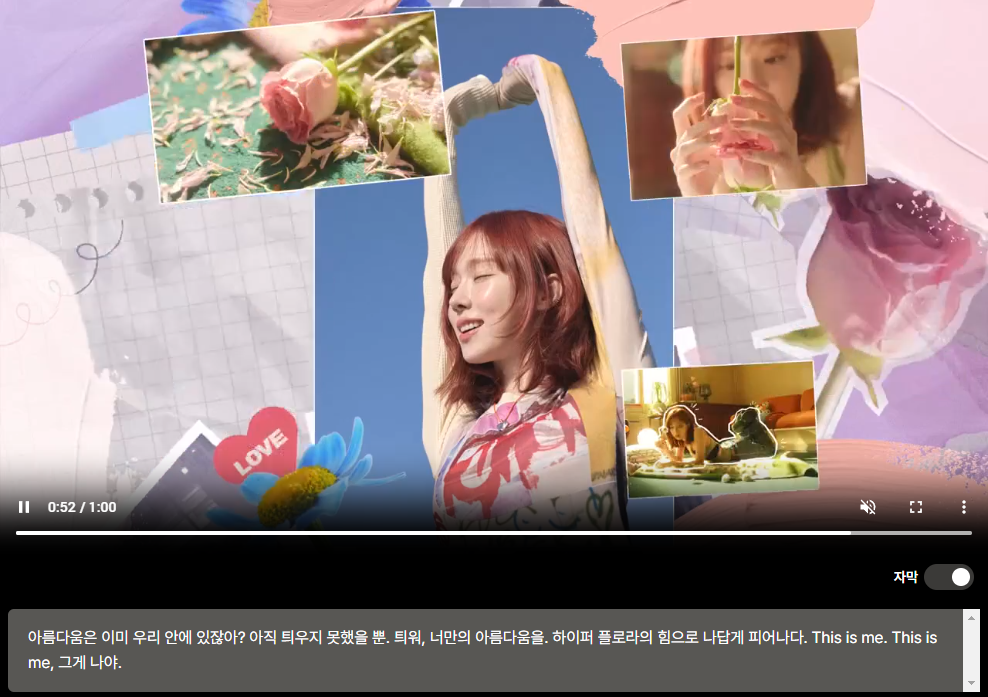 LOVE
0:52 / 1:00
자막
아름다움은 이미 우리 안에 있잖아? 아직 틔우지 못했을 뿐. 틔워, 너만의 아름다움을. 하이퍼 플로라의 힘으로 나답게 피어나다. This is me. This is
me, 그게 나야.